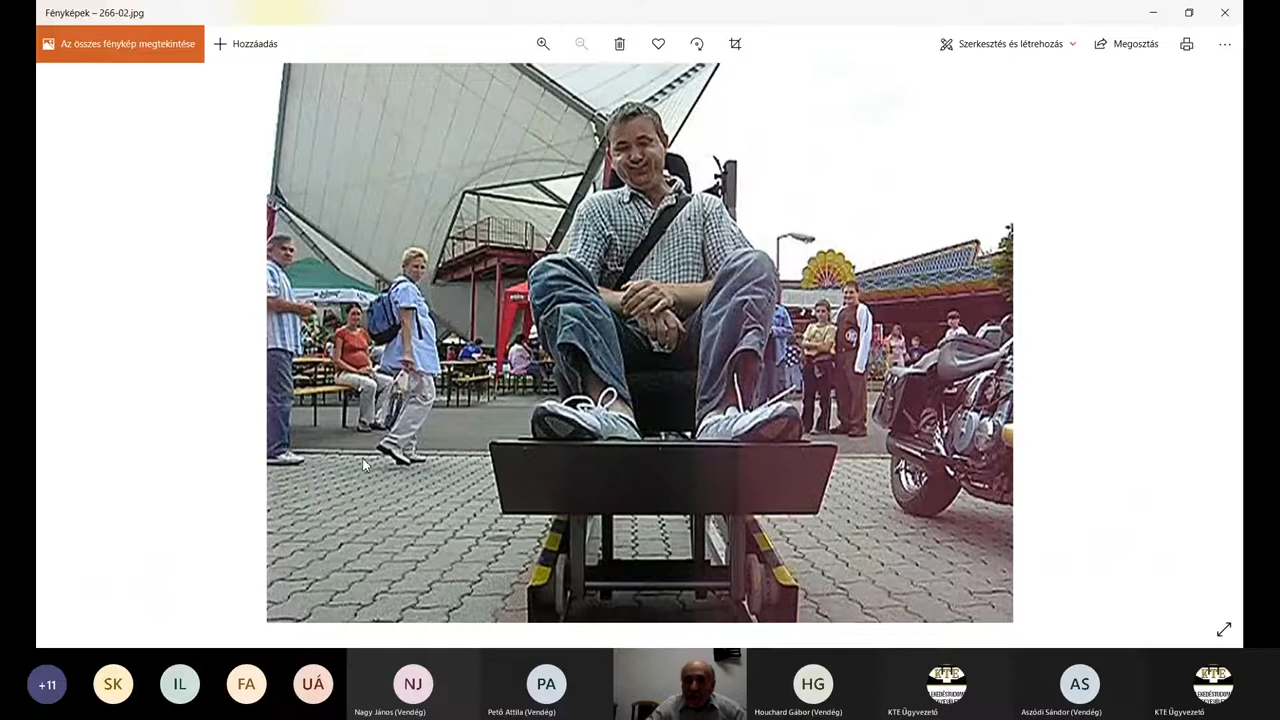 Fényképek – 266-02.jpg
Az összes fénykép megtekintése
Hozzáadás
Szerkesztés és létrehozás
Megosztás
+11
SK
IL
FA
UÁ
NJ
PA
HG
KTE
AS
KTE
Nagy János (Vendég)
Pető Attila (Vendég)
Houchard Gábor (Vendég)
KTE Ügyvezető
Aszódi Sándor (Vendég)
KTE Ügyvezető